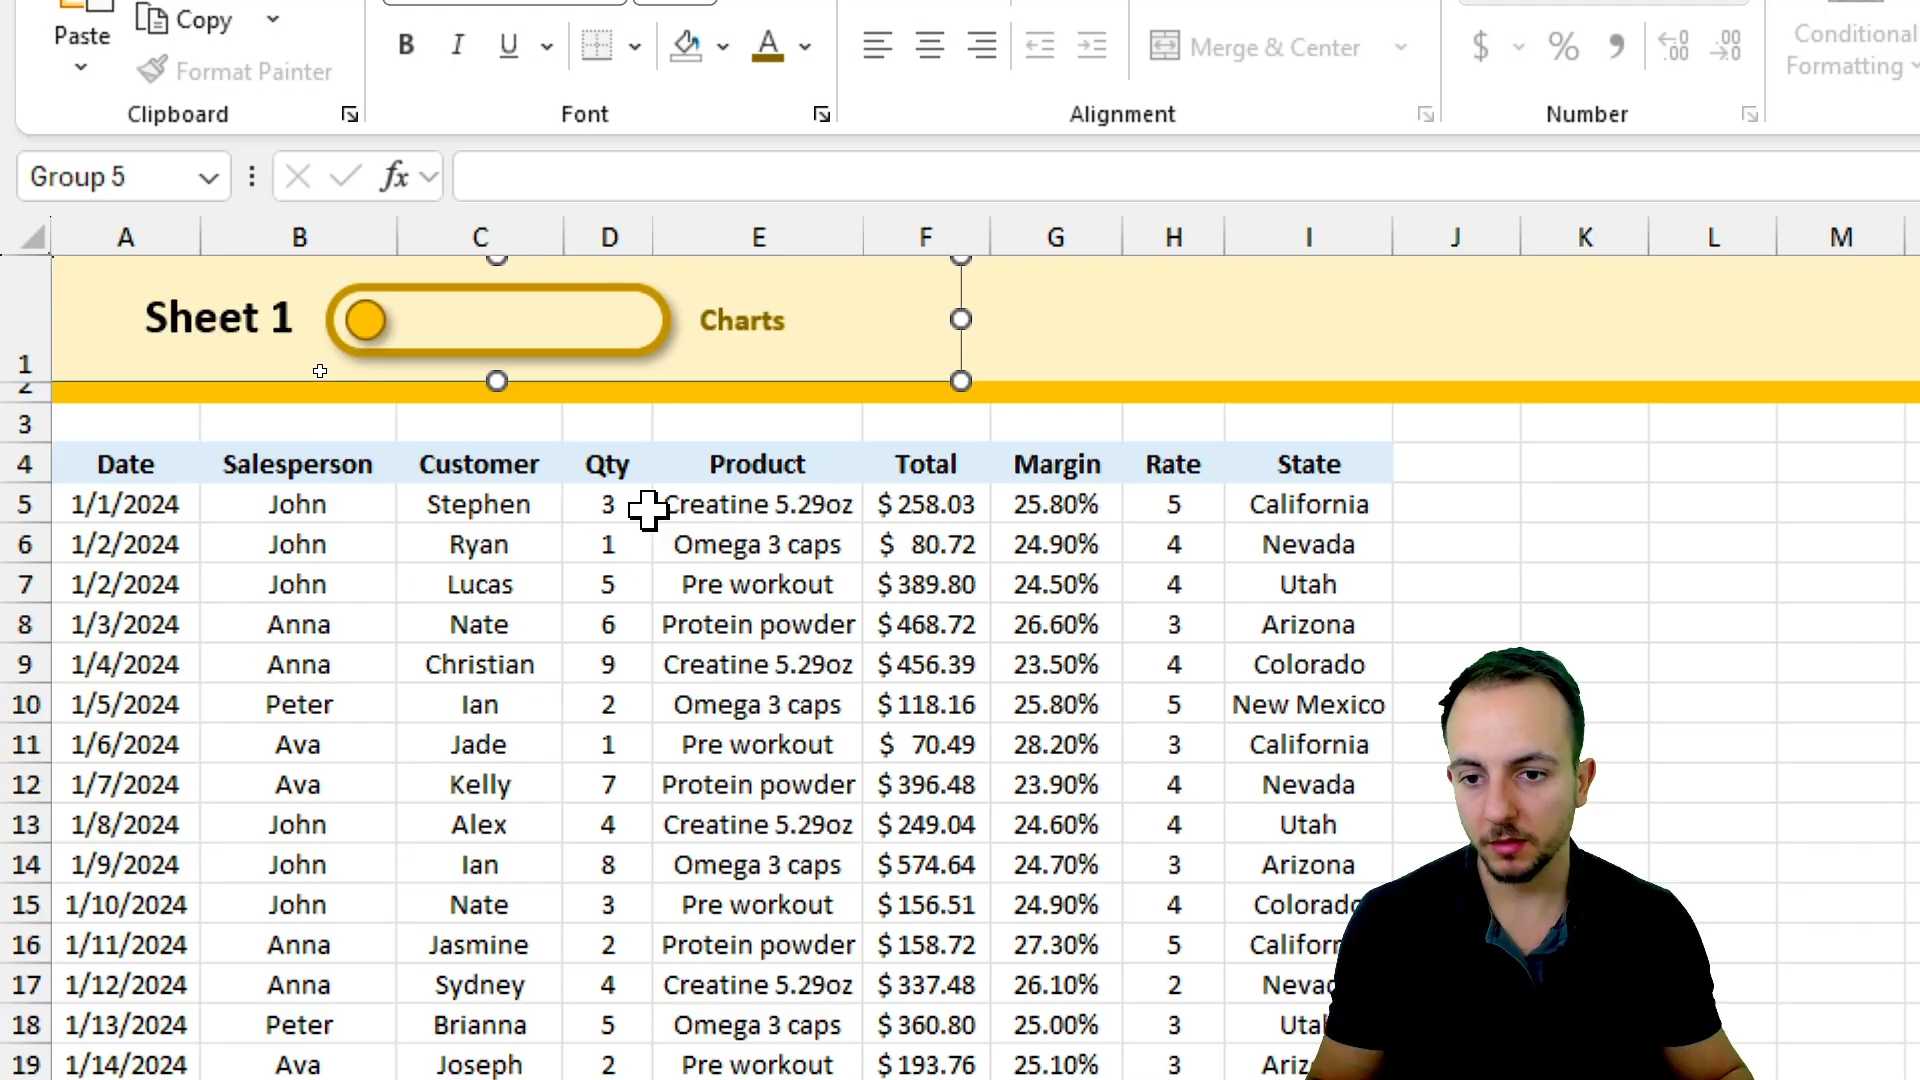 Paste
Copy
Format Painter
Clipboard
B I U
A
Font
Merge & Center
Alignment
$ % 9
Number
Conditional
Formatting
Group 5
fx
A B C D E F G H I J K L M
1 Sheet 1 Charts
2
3
4 Date Salesperson Customer Qty Product Total Margin Rate State
5 1/1/2024 John Stephen 3 Creatine 5.29oz $ 258.03 25.80% 5 California
6 1/2/2024 John Ryan 1 Omega 3 caps $ 80.72 24.90% 4 Nevada
7 1/2/2024 John Lucas 5 Pre workout $ 389.80 24.50% 4 Utah
8 1/3/2024 Anna Nate 6 Protein powder $ 468.72 26.60% 3 Arizona
9 1/4/2024 Anna Christian 9 Creatine 5.29oz $ 456.39 23.50% 4 Colorado
10 1/5/2024 Peter Ian 2 Omega 3 caps $ 118.16 25.80% 5 New Mexico
11 1/6/2024 Ava Jade 1 Pre workout $ 70.49 28.20% 3 California
12 1/7/2024 Ava Kelly 7 Protein powder $ 396.48 23.90% 4 Nevada
13 1/8/2024 John Alex 4 Creatine 5.29oz $ 249.04 24.60% 4 Utah
14 1/9/2024 John Ian 8 Omega 3 caps $ 574.64 24.70% 3 Arizona
15 1/10/2024 John Nate 3 Pre workout $ 156.51 24.90% 4 Colorado
16 1/11/2024 Anna Jasmine 2 Protein powder $ 158.72 27.30% 5 Califor
17 1/12/2024 Anna Sydney 4 Creatine 5.29oz $ 337.48 26.10% 2 Neva
18 1/13/2024 Peter Brianna 5 Omega 3 caps $ 360.80 25.00% 3 Uta
19 1/14/2024 Ava Joseph 2 Pre workout $ 193.76 25.10% 3 Ariz